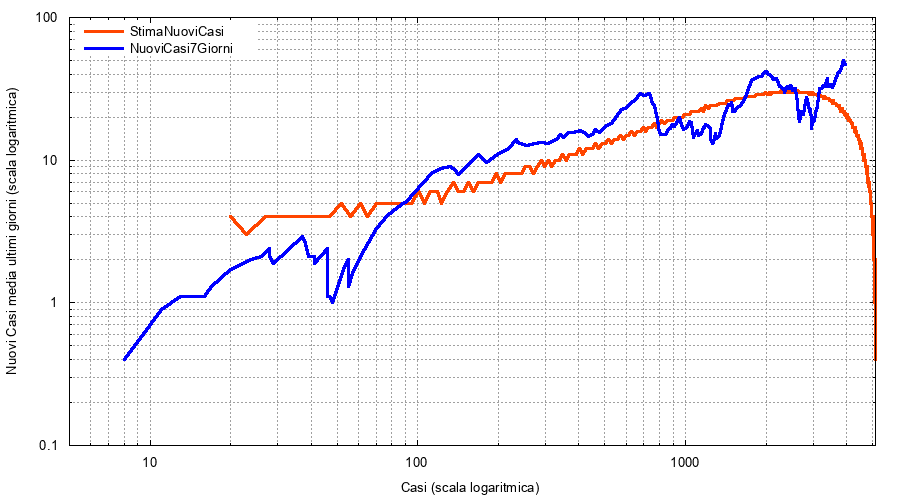 100
StimaNuoviCasi
NuoviCasi7Giorni
10
1
0.1
Nuovi Casi media ultimi giorni (scala logaritmica)
10
100
1000
Casi (scala logaritmica)